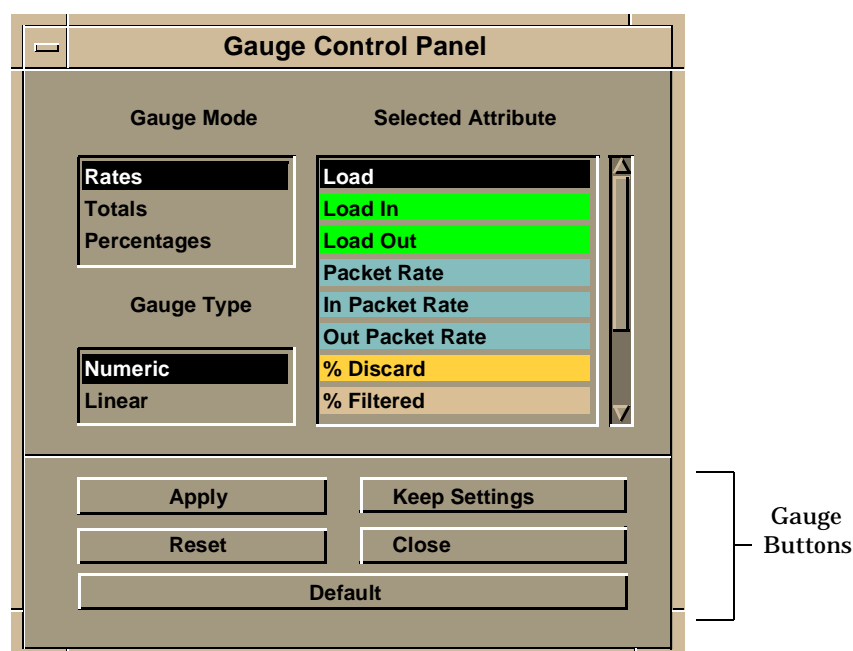 Gauge Control Panel
Gauge Mode
Rates
Totals
Percentages
Gauge Type
Numeric
Linear
Selected Attribute
Load
Load In
Load Out
Packet Rate
In Packet Rate
Out Packet Rate
% Discard
% Filtered
Apply
Keep Settings
Reset
Close
Default
Gauge
Buttons